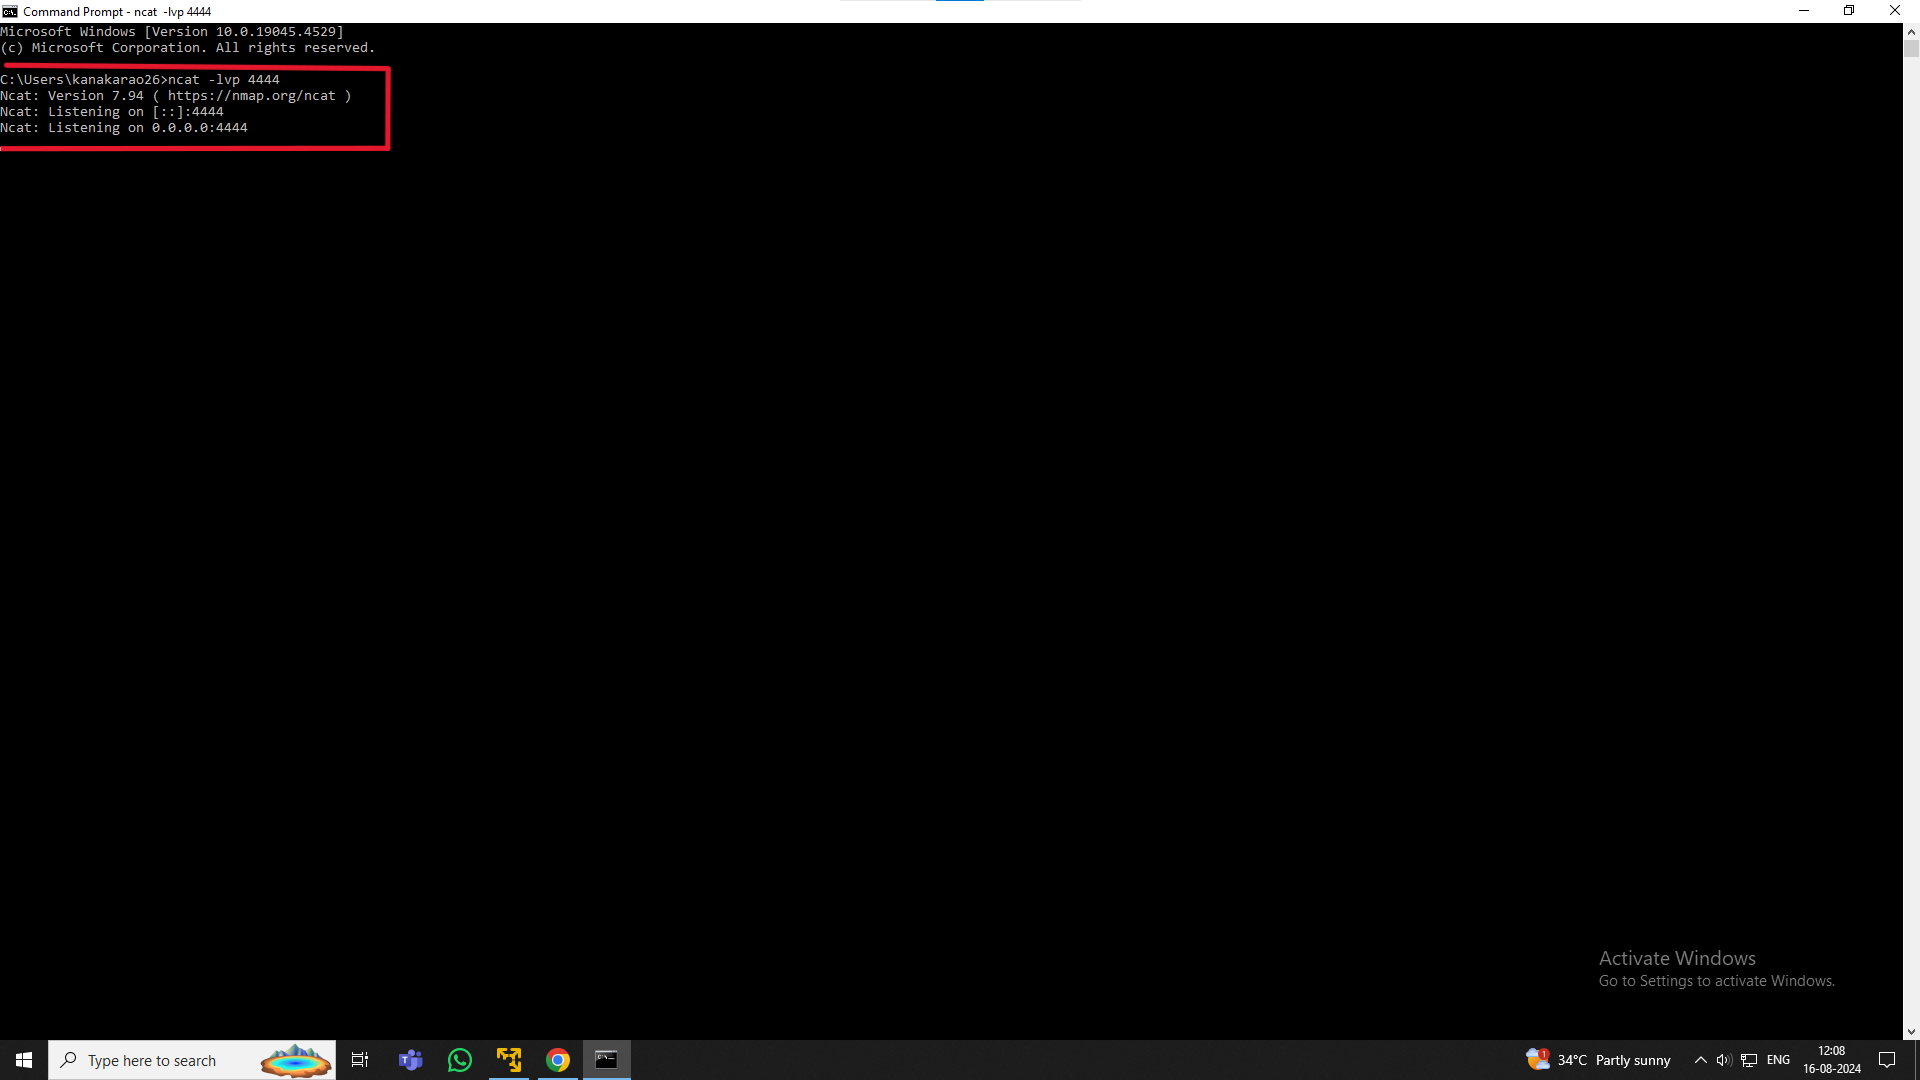 Command Prompt - ncat  -lvp 4444
Microsoft Windows [Version 10.0.19045.4529]
(c) Microsoft Corporation. All rights reserved.
C:\Users\kanakarao26>ncat -lvp 4444
Ncat: Version 7.94 ( https://nmap.org/ncat )
Ncat: Listening on [::]:4444
Ncat: Listening on 0.0.0.0:4444
Activate Windows
Go to Settings to activate Windows.
Type here to search
1
34°C Partly sunny
ENG
12:08
16-08-2024